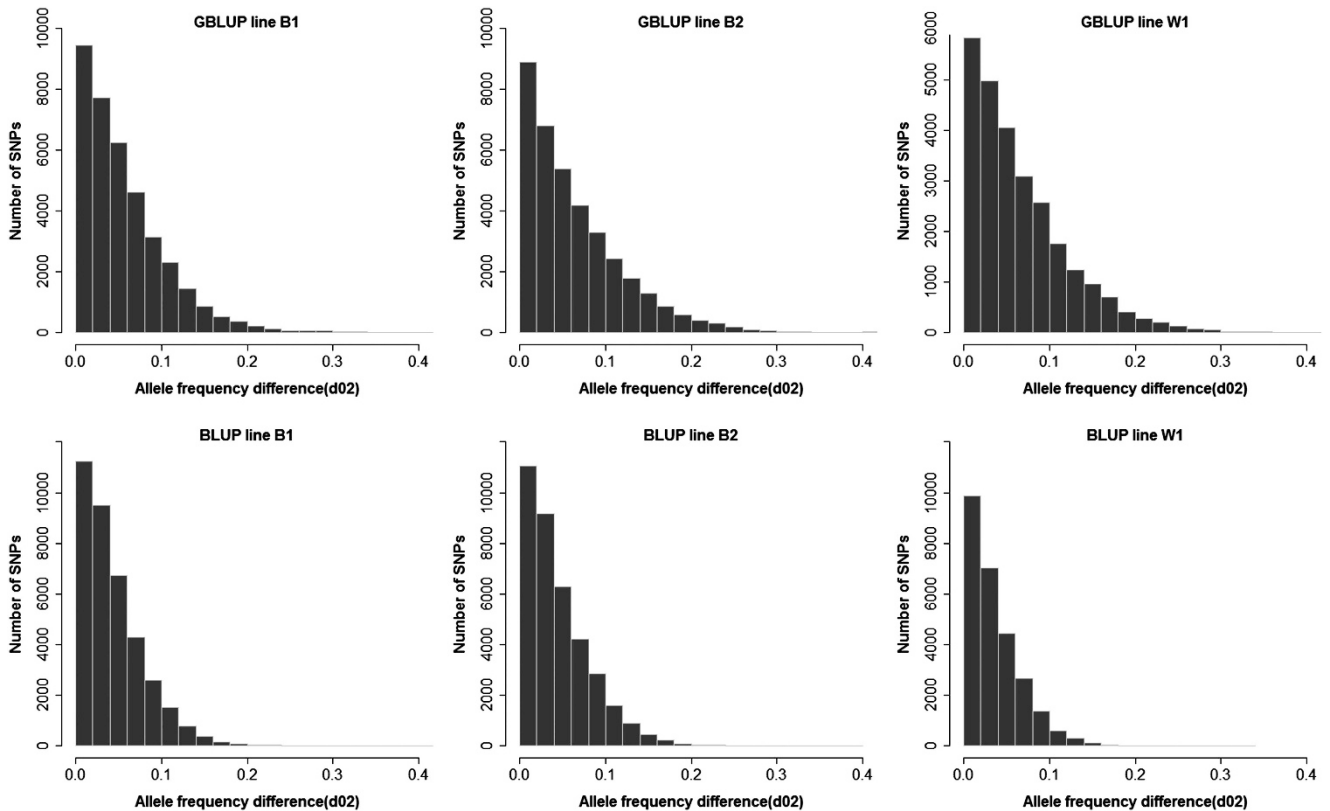 GBLUP line B1
Number of SNPs
0 2000 4000 6000 8000 10000
0.0 0.1 0.2 0.3 0.4
Allele frequency difference(d02)
GBLUP line B2
Number of SNPs
0 2000 4000 6000 8000 10000
0.0 0.1 0.2 0.3 0.4
Allele frequency difference(d02)
GBLUP line W1
Number of SNPs
0 1000 2000 3000 4000 5000 6000
0.0 0.1 0.2 0.3 0.4
Allele frequency difference(d02)
BLUP line B1
Number of SNPs
0 2000 4000 6000 8000 10000
0.0 0.1 0.2 0.3 0.4
Allele frequency difference(d02)
BLUP line B2
Number of SNPs
0 2000 4000 6000 8000 10000
0.0 0.1 0.2 0.3 0.4
Allele frequency difference(d02)
BLUP line W1
Number of SNPs
0 2000 4000 6000 8000 10000
0.0 0.1 0.2 0.3 0.4
Allele frequency difference(d02)